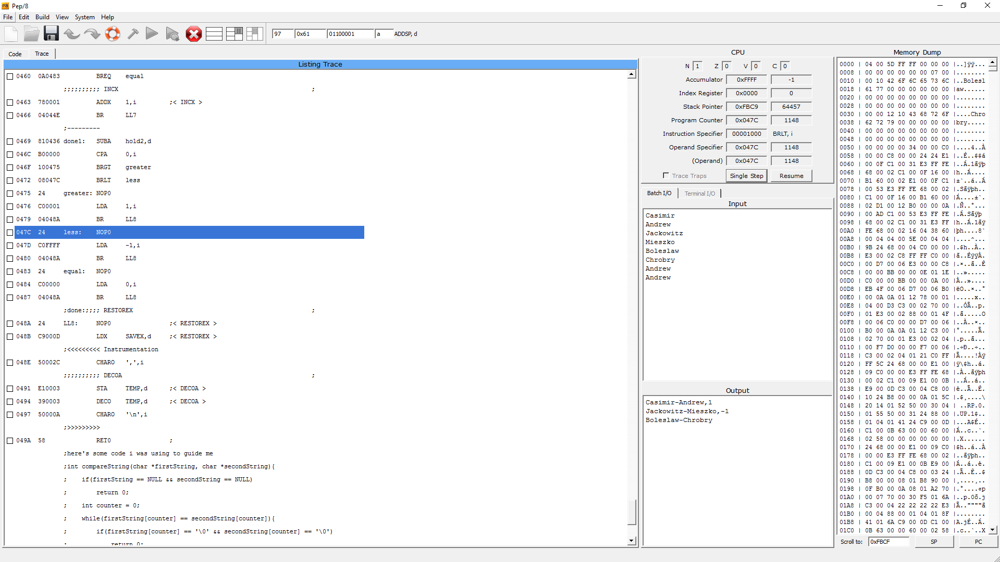 Pep/8
File Edit Build View System Help
97 0x61 01100001 a ADDSP, d
Code Trace
Listing Trace
0460 0A0483 BREQ equal
;;;;;;;;;; INCX ;
0463 780001 ADDX 1,i ;< INCX >
0466 04044E BR LL7
;---------
0469 810436 done1: SUBA hold2,d
046C B00000 CPA 0,i
046F 100475 BRGT greater
0472 08047C BRLT less
0475 24 greater: NOP0
0476 C00001 LDA 1,i
0479 04048A BR LL8
047C 24 less: NOP0
047D C0FFFF LDA -1,i
0480 04048A BR LL8
0483 24 equal: NOP0
0484 C00000 LDA 0,i
0487 04048A BR LL8
;done:;;;; RESTOREX ;
048A 24 LL8: NOP0 ;< RESTOREX >
048B C9000D LDX SAVEX,d ;< RESTOREX >
;<<<<<<<<< Instrumentation
048E 50002C CHARO ',',i
;;;;;;;;;; DECOA ;
0491 E10003 STA TEMP,d ;< DECOA >
0494 390003 DECO TEMP,d ;< DECOA >
0497 50000A CHARO '\n',i
;>>>>>>>>>
049A 58 RET0 ;
;here's some code i was using to guide me
;int compareString(char *firstString, char *secondString){
; if(firstString == NULL && secondString == NULL)
; return 0;
; int counter = 0;
; while(firstString[counter] == secondString[counter]){
; if(firstString[counter] == '\0' && secondString[counter] == '\0')
; return 0;
CPU
N 1 Z 0 V 0 C 0
Accumulator 0xFFFF -1
Index Register 0x0000 0
Stack Pointer 0xFBC9 64457
Program Counter 0x047C 1148
Instruction Specifier 00001000 BRLT, i
Operand Specifier 0x047C 1148
(Operand) 0x047C 1148
Trace Traps Single Step Resume
Batch I/O Terminal I/O
Input
Casimir
Andrew
Jackowitz
Mieszko
Boleslaw
Chrobry
Andrew
Andrew
Output
Casimir-Andrew,1
Jackowitz-Mieszko,-1
Boleslaw-Chrobry
Memory Dump
0000 | 04 00 5D FF FF 00 00 00 |..]ÿÿ...
0008 | 00 00 00 00 00 00 07 00 |........
0010 | 00 10 42 6F 6C 65 73 6C |..Bolesl
0018 | 61 77 00 00 00 00 00 00 |aw......
0020 | 00 00 00 00 00 00 00 00 |........
0028 | 00 00 00 00 00 00 00 00 |........
0030 | 00 00 12 10 43 68 72 6F |....Chro
0038 | 62 72 79 00 00 00 00 00 |bry.....
0040 | 00 00 00 00 00 00 00 00 |........
0048 | 00 00 00 00 00 00 00 00 |........
0050 | 00 00 00 00 34 00 00 C0 |....4..À
0058 | 00 00 C8 00 00 24 24 E1 |..È..$$á
0060 | 00 0F C1 00 31 E3 FF FE |..Á.1ãÿþ
0068 | 68 00 02 C1 00 0F 16 00 |h..Á....
0070 | B1 60 00 02 E1 00 0F C1 |±`..á..Á
0078 | 00 53 E3 FF FE 68 00 02 |.Sãÿþh..
0080 | C1 00 0F 16 00 B1 60 00 |Á....±`.
0088 | 02 D1 00 12 B0 00 00 0A |.Ñ..°...
0090 | 00 AD C1 00 53 E3 FF FE |.­Á.Sãÿþ
0098 | 68 00 02 C1 00 31 E3 FF |h..Á.1ãÿ
00A0 | FE 68 00 02 16 04 38 60 |þh....8`
00A8 | 00 04 04 00 5E 00 04 04 |....^...
00B0 | 9B 24 68 00 04 C0 00 00 |.$h..À..
00B8 | E3 00 02 C8 FF FF C0 00 |ã..ÈÿÿÀ.
00C0 | 00 D7 00 06 E3 00 00 C8 |.×..ã..È
00C8 | 00 00 BB 00 00 0E 01 1E |..».....
00D0 | C0 00 00 BB 00 00 0A 00 |À..»....
00D8 | EB 4F 00 06 D7 00 06 B0 |ëO..×..°
00E0 | 00 0A 0A 01 12 78 00 01 |.....x..
00E8 | 04 00 D3 C3 00 02 70 00 |..ÓÃ..p.
00F0 | 01 E3 00 02 88 00 01 4F |.ã.....O
00F8 | 00 06 C0 00 00 D7 00 06 |..À..×..
0100 | B0 00 0A 0A 01 12 C3 00 |°.....Ã.
0108 | 02 70 00 01 E3 00 02 04 |.p..ã...
0110 | 00 F7 D0 00 00 F7 00 06 |.÷Ð..÷..
0118 | C3 00 02 04 01 21 C0 FF |Ã....!Àÿ
0120 | FF 5C 24 68 00 00 E1 00 |ÿ\$h..á.
0128 | 09 C0 00 00 E3 FF FE 68 |.À..ãÿþh
0130 | 00 02 C1 00 09 E1 00 0B |..Á..á..
0138 | E9 00 0D C3 00 04 C8 00 |é..Ã..È.
0140 | 10 24 B8 00 00 0A 01 5C |.$¸....\
0148 | 20 14 01 52 50 00 30 04 | ..RP.0.
0150 | 01 55 50 00 31 24 88 00 |.UP.1$..
0158 | 01 04 01 41 24 C9 00 0D |...A$É..
0160 | C1 00 0B 63 00 00 60 00 |Á..c..`.
0168 | 02 58 00 00 00 00 00 00 |.X......
0170 | 24 68 00 00 E1 00 09 C0 |$h..á..À
0178 | 00 00 E3 FF FE 68 00 02 |..ãÿþh..
0180 | C1 00 09 E1 00 0B E9 00 |Á..á..é.
0188 | 0D C3 00 04 C8 00 03 24 |.Ã..È..$
0190 | B8 00 00 08 01 B8 90 00 |¸....¸..
0198 | 0F B0 00 0A 08 01 A2 70 |.°....¢p
01A0 | 00 07 70 00 30 F5 01 6A |..p.0õ.j
01A8 | C3 00 04 22 22 22 22 E3 |Ã..""""ã
01B0 | 00 04 88 00 01 04 01 8F |........
01B8 | 41 01 6A C9 00 0D C1 00 |A.jÉ..Á.
01C0 | 0B 63 00 00 60 00 02 58 |.c..`..X
Scroll to: 0xFBCF SP PC